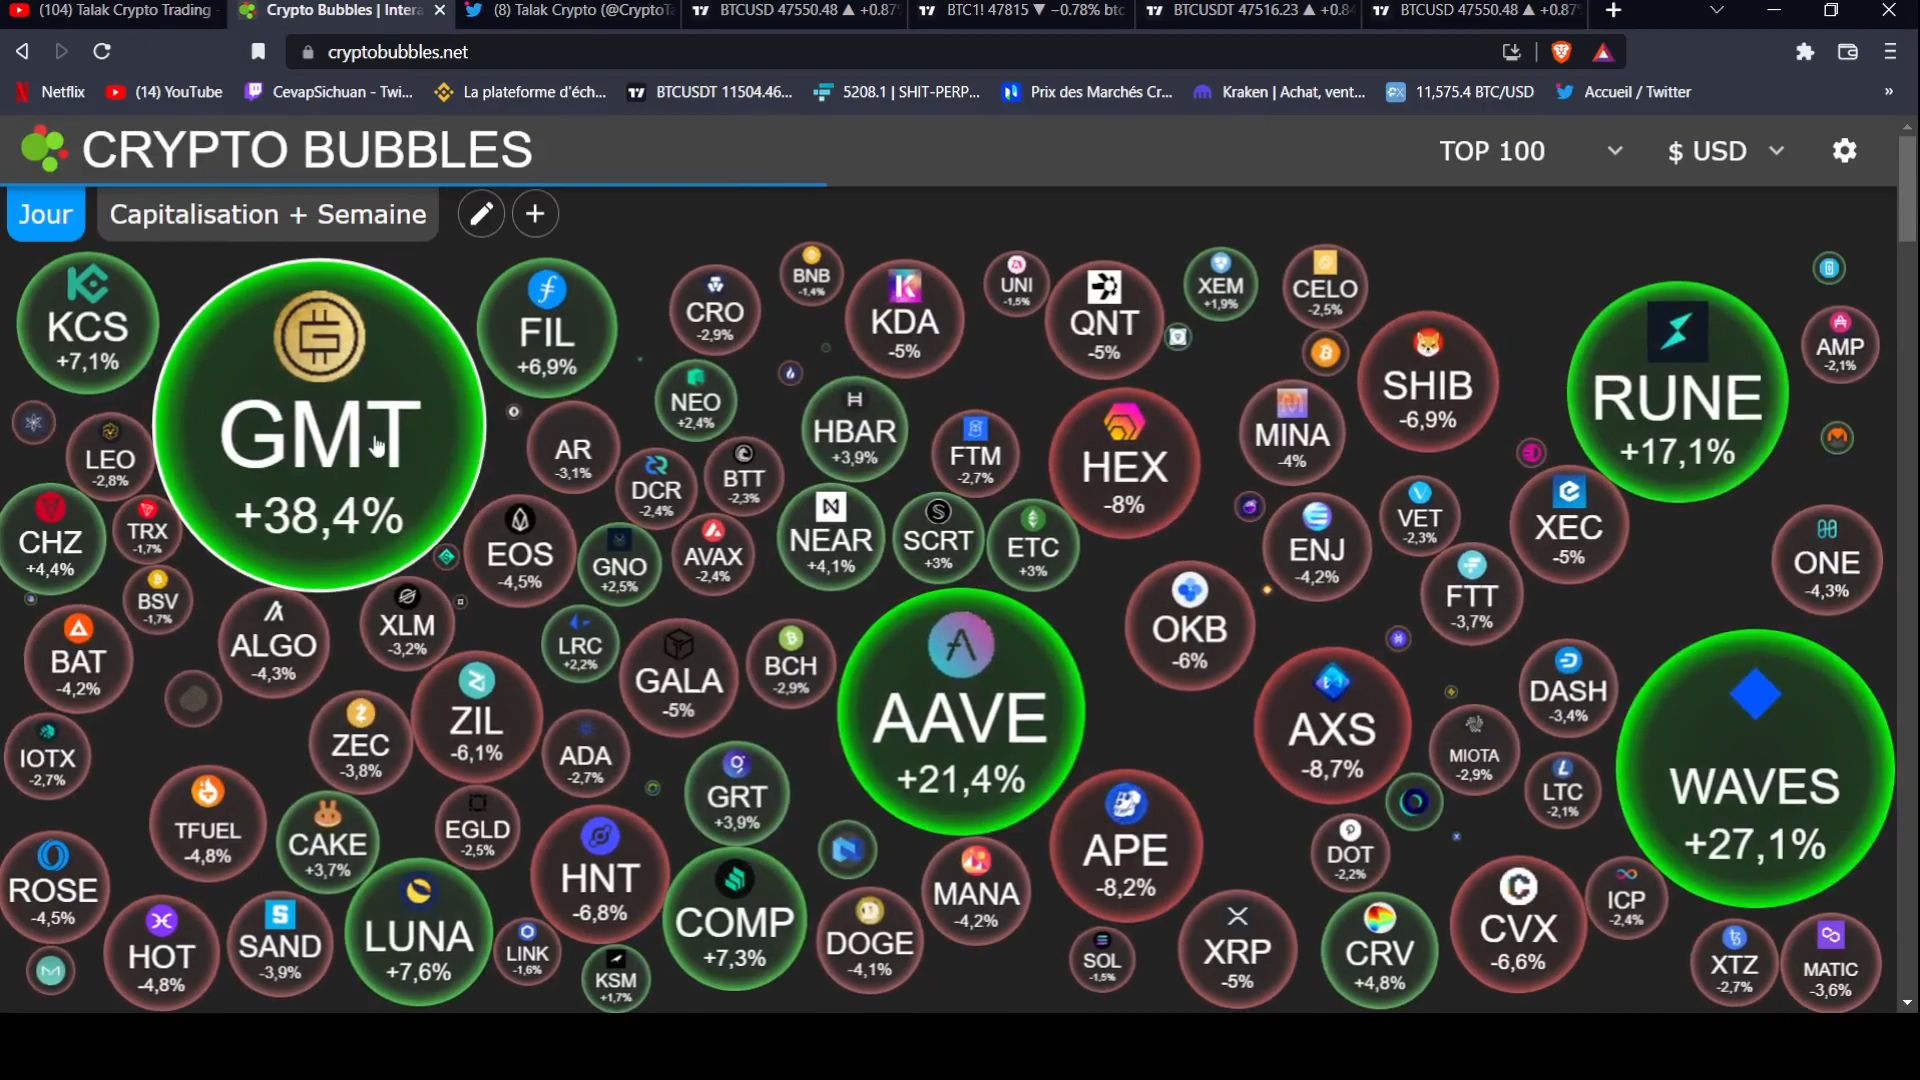 (104) Talak Crypto Trading
Crypto Bubbles | Intera
(8) Talak Crypto (@CryptoTa
BTCUSD 47550.48 ▲ +0.87%
BTC1! 47815 ▼ −0.78% btc
BTCUSDT 47516.23 ▲ +0.84
BTCUSD 47550.48 ▲ +0.87%
cryptobubbles.net
Netflix
(14) YouTube
CevapSichuan - Twi...
La plateforme d'éch...
BTCUSDT 11504.46...
5208.1 | SHIT-PERP...
Prix des Marchés Cr...
Kraken | Achat, vent...
11,575.4 BTC/USD
Accueil / Twitter
»
CRYPTO BUBBLES
TOP 100
$ USD
Jour
Capitalisation + Semaine
KCS
+7,1%
GMT
+38,4%
FIL
+6,9%
CRO
-2,9%
BNB
-1,4%
KDA
-5%
UNI
-1,5%
QNT
-5%
XEM
+1,9%
CELO
-2,5%
SHIB
-6,9%
RUNE
+17,1%
AMP
-2,1%
LEO
-2,8%
NEO
+2,4%
HBAR
+3,9%
FTM
-2,7%
HEX
-8%
MINA
-4%
AR
-3,1%
DCR
-2,4%
BTT
-2,3%
CHZ
+4,4%
TRX
-1,7%
EOS
-4,5%
GNO
+2,5%
AVAX
-2,4%
NEAR
+4,1%
SCRT
+3%
ETC
+3%
ENJ
-4,2%
VET
-2,3%
XEC
-5%
ONE
-4,3%
BSV
-1,7%
BAT
-4,2%
ALGO
-4,3%
XLM
-3,2%
LRC
+2,2%
GALA
-5%
BCH
-2,9%
AAVE
+21,4%
OKB
-6%
FTT
-3,7%
IOTX
-2,7%
ZEC
-3,8%
ZIL
-6,1%
ADA
-2,7%
GRT
+3,9%
AXS
-8,7%
MIOTA
-2,9%
DASH
-3,4%
LTC
-2,1%
WAVES
+27,1%
TFUEL
-4,8%
CAKE
+3,7%
EGLD
-2,5%
HNT
-6,8%
APE
-8,2%
DOT
-2,2%
ROSE
-4,5%
HOT
-4,8%
SAND
-3,9%
LUNA
+7,6%
LINK
-1,6%
KSM
+1,7%
COMP
+7,3%
DOGE
-4,1%
MANA
-4,2%
SOL
-1,5%
XRP
-5%
CRV
+4,8%
CVX
-6,6%
ICP
-2,4%
XTZ
-2,7%
MATIC
-3,6%